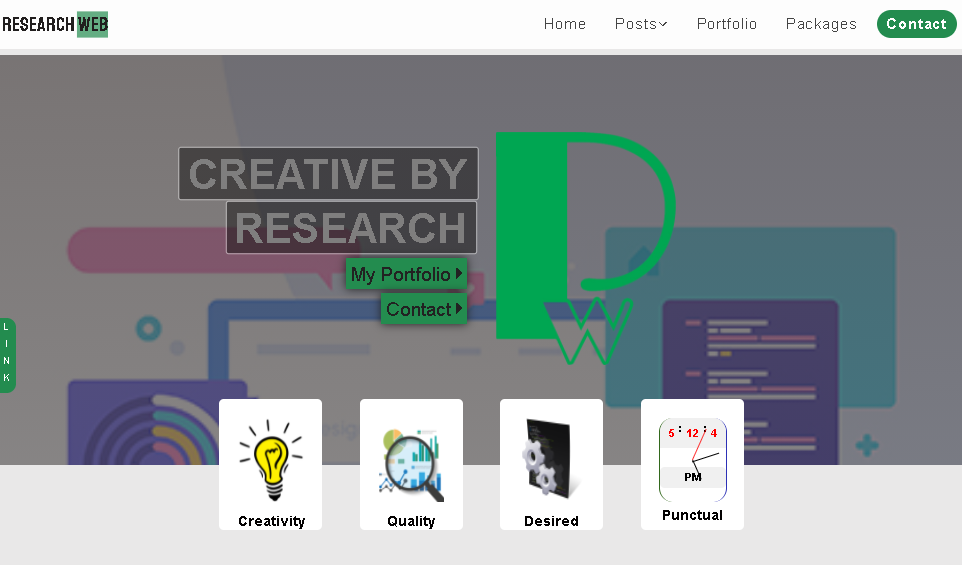 RESEARCH WEB
Home Posts Portfolio Packages Contact
CREATIVE BY
RESEARCH
My Portfolio
Contact
L
I
N
K
5 : 12 : 4
PM
Creativity Quality Desired Punctual